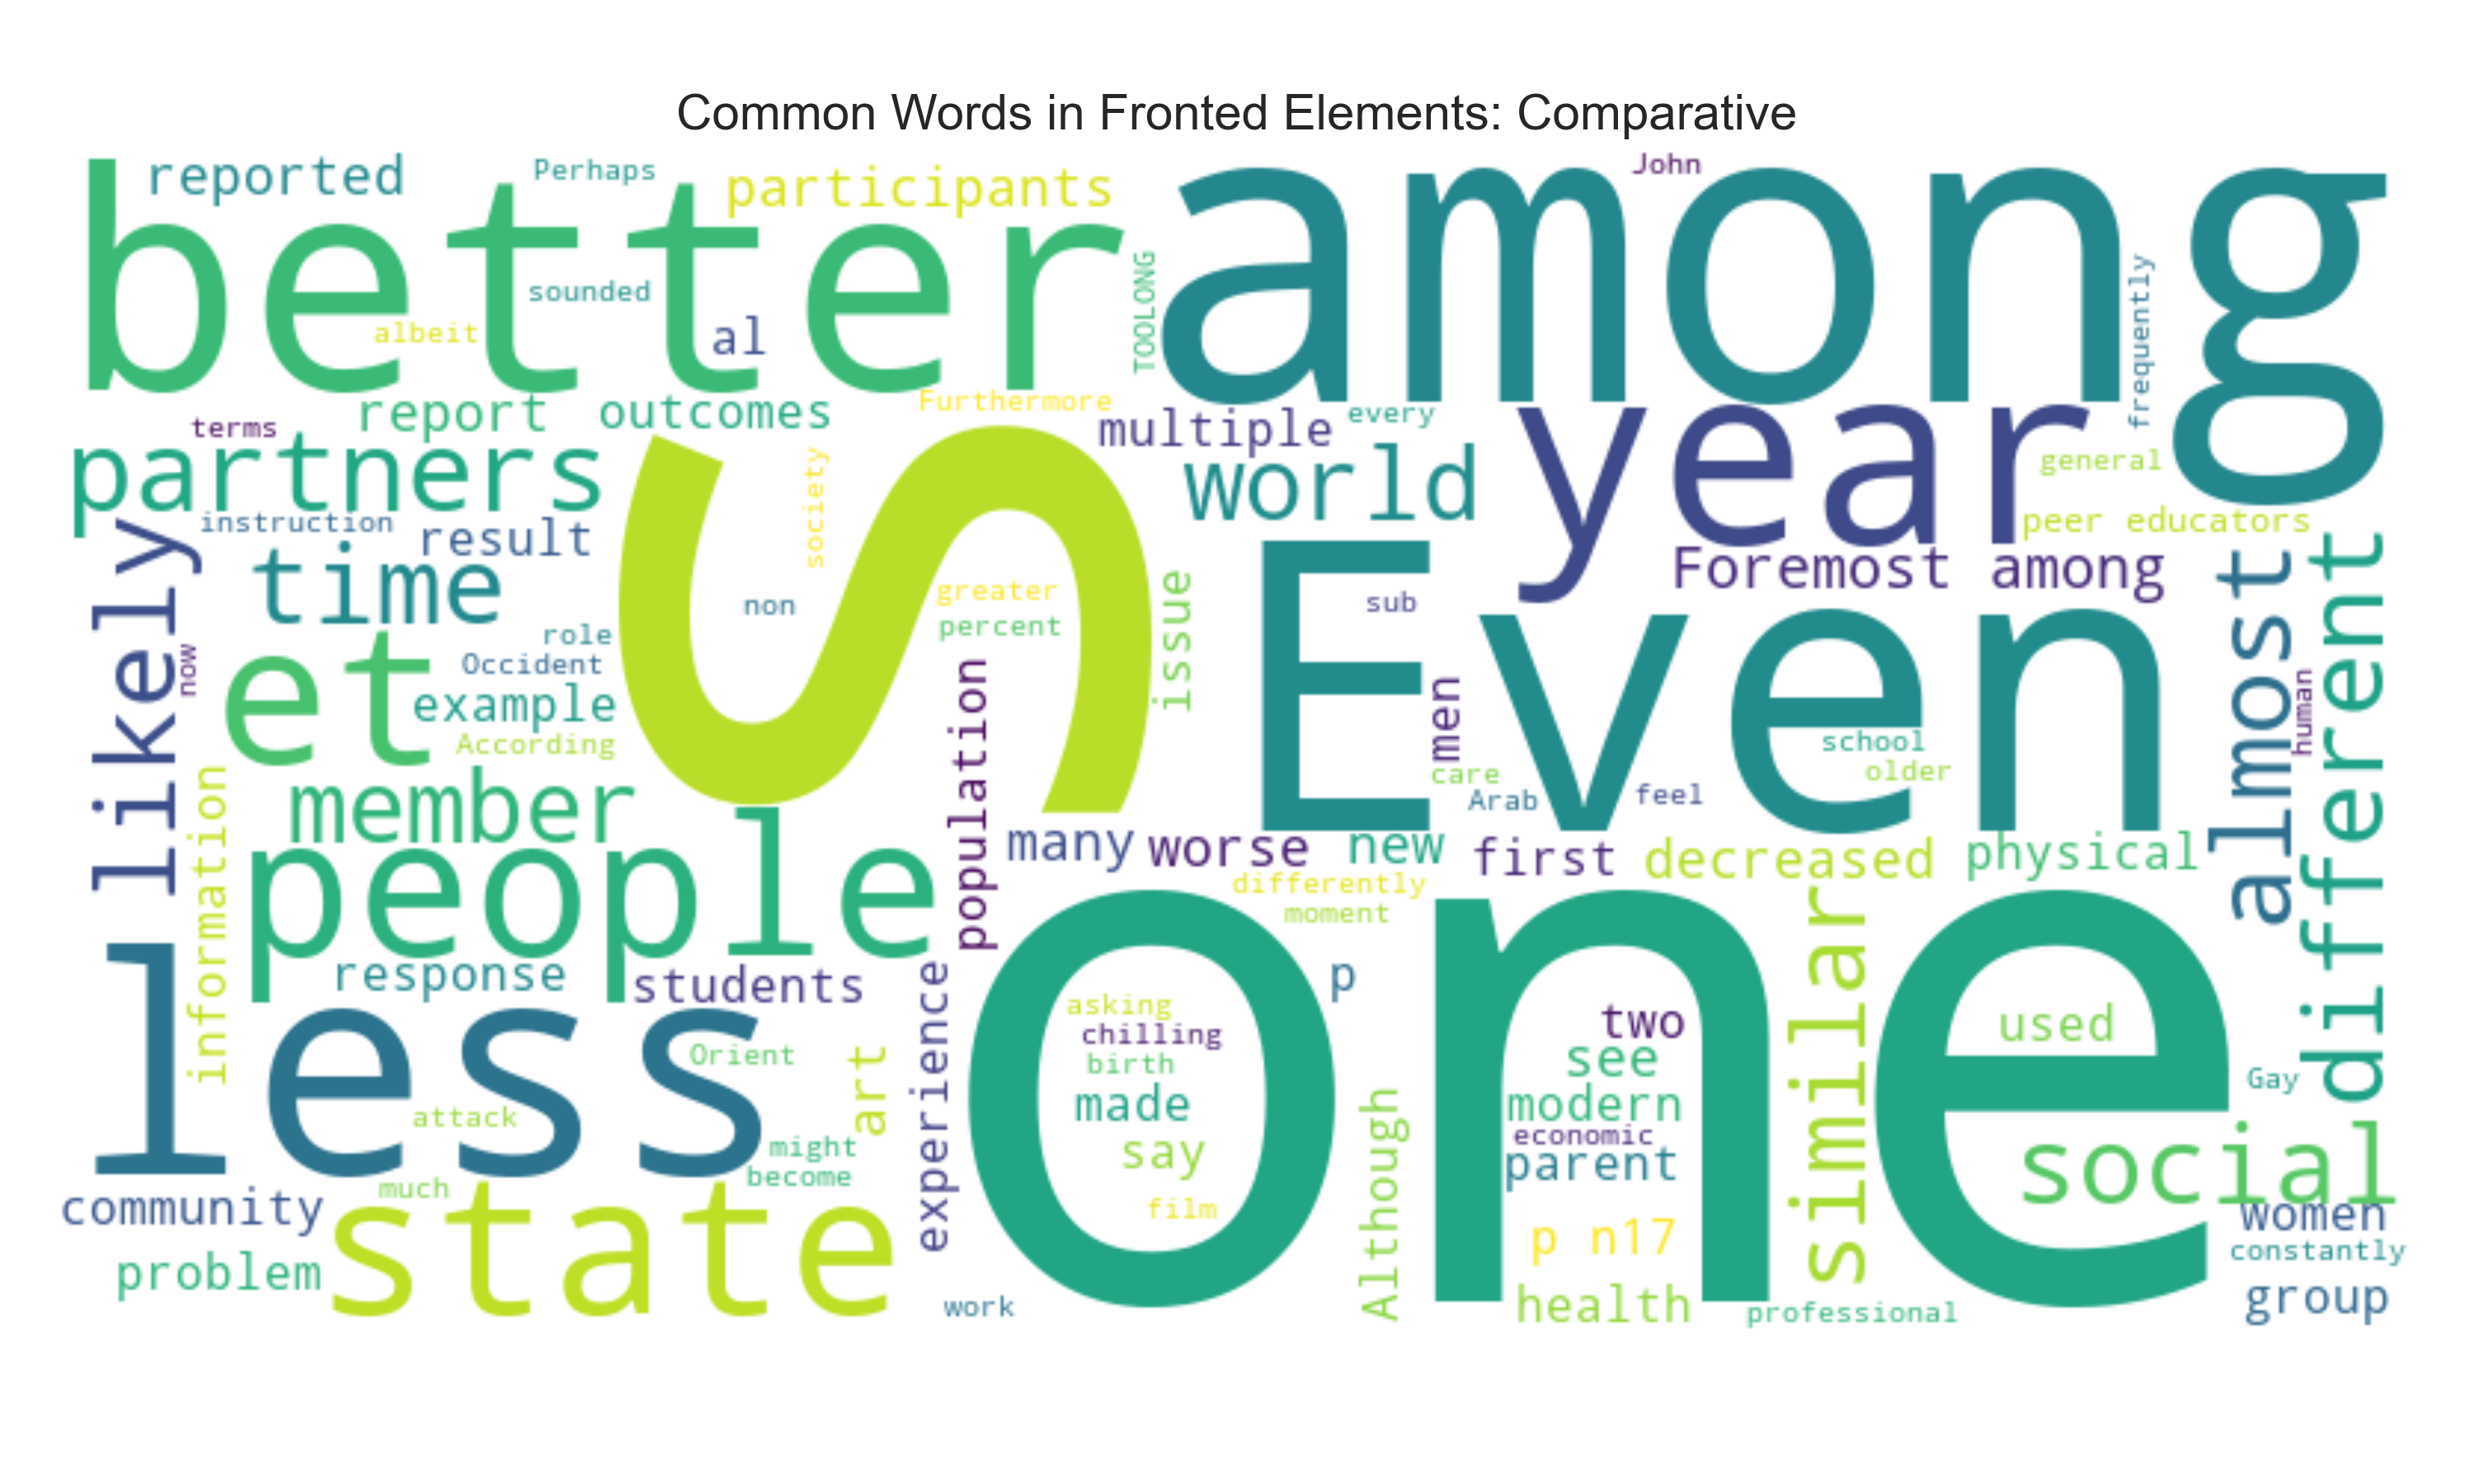 Common Words in Fronted Elements: Comparative
reported
Perhaps
participants
John
better
among
sounded
albeit
al
TOOLONG
frequently
report
outcomes
Furthermore
terms
multiple
every
year
partners
society
World
general
instruction
result
peer educators
likely
time
s
Foremost among
greater
non
percent
issue
sub
Even
almost
different
role
now
Occident
et
example
According
population
men
human
school
older
care
Arab
feel
information
member
many
worse
new
first
decreased
physical
people
differently
moment
one
response
students
p
similar
less
asking
chilling
birth
made
say
film
two
see
modern
economic
parent
used
Orient
art
experience
Although
Gay
attack
might
become
much
social
community
state
women
p n17
constantly
problem
work
health
professional
group